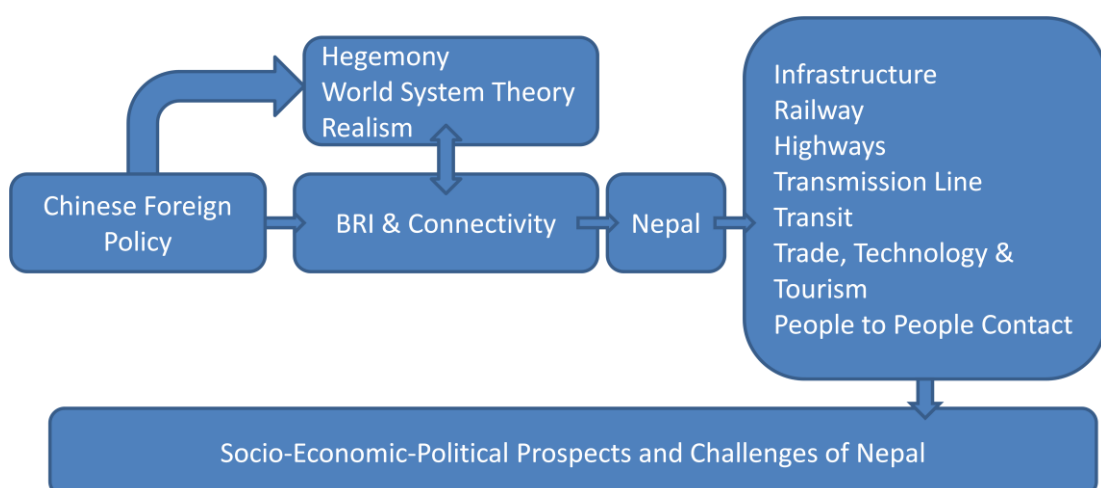 Hegemony
World System Theory
Realism
Chinese Foreign
Policy
BRI & Connectivity
Nepal
Infrastructure
Railway
Highways
Transmission Line
Transit
Trade, Technology &
Tourism
People to People Contact
Socio-Economic-Political Prospects and Challenges of Nepal